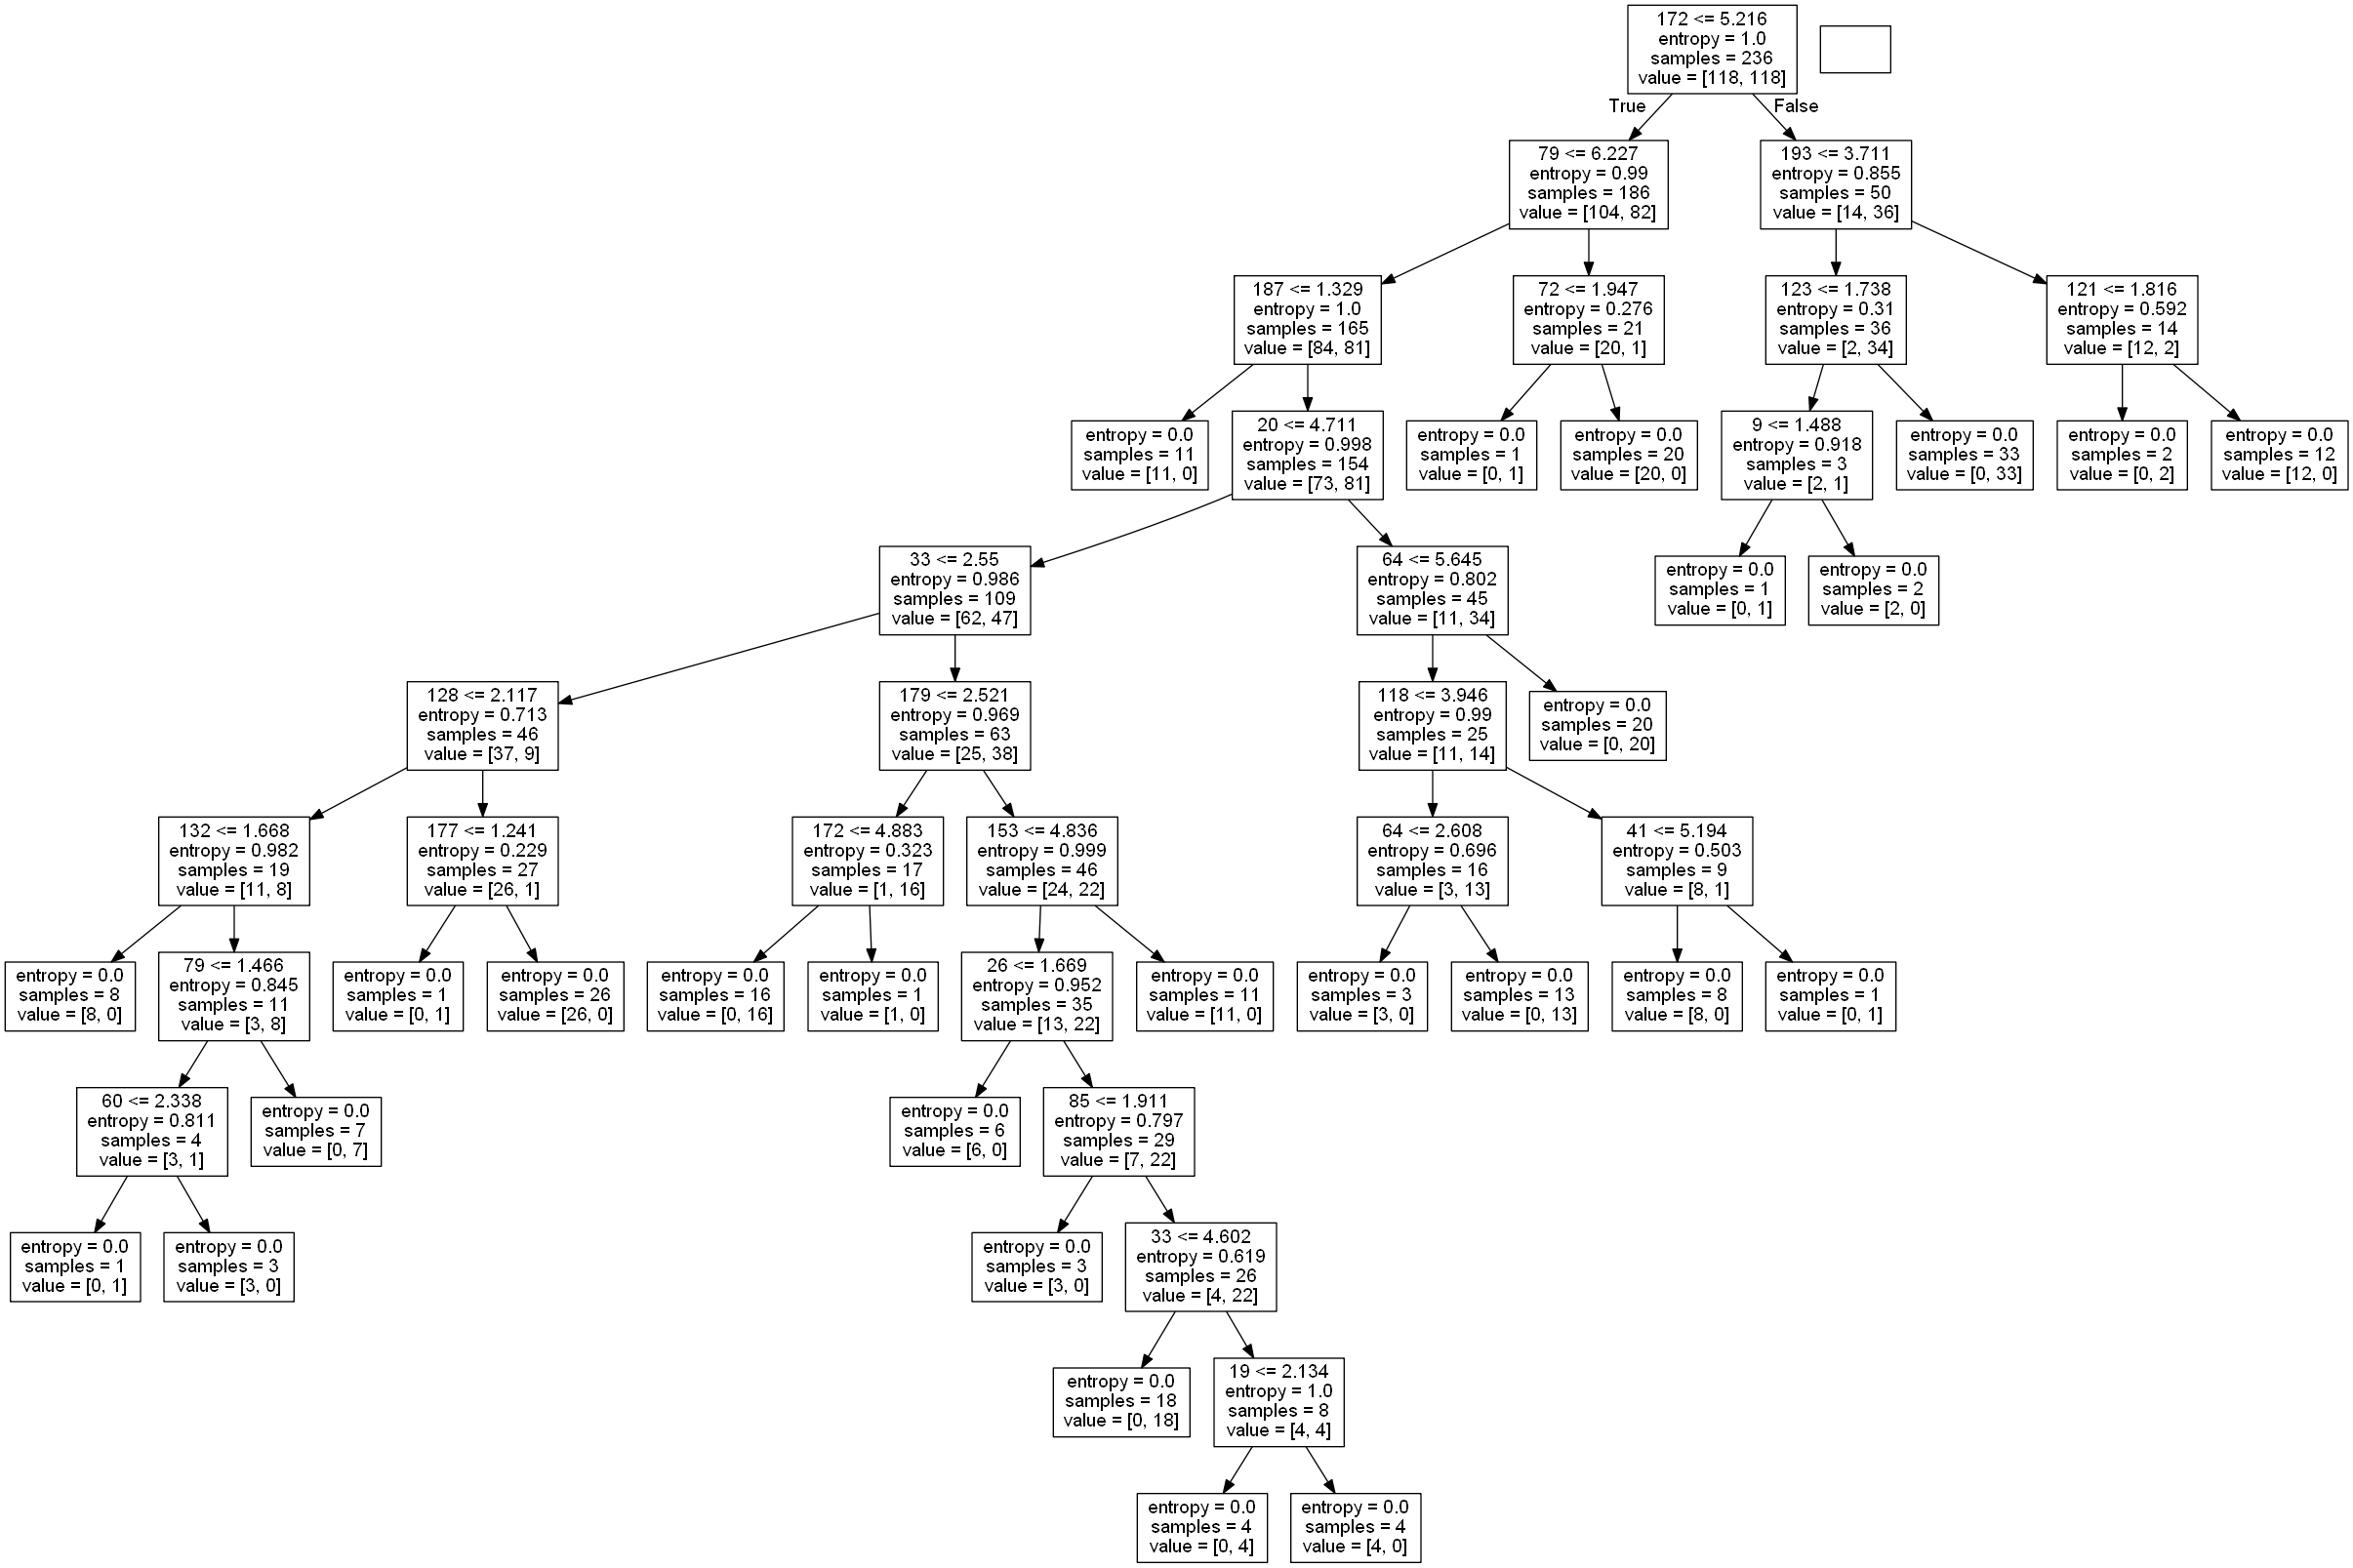 172 <= 5.216
entropy = 1.0
samples = 236
value = [118, 118]
True
False
79 <= 6.227
entropy = 0.99
samples = 186
value = [104, 82]
193 <= 3.711
entropy = 0.855
samples = 50
value = [14, 36]
187 <= 1.329
entropy = 1.0
samples = 165
value = [84, 81]
72 <= 1.947
entropy = 0.276
samples = 21
value = [20, 1]
123 <= 1.738
entropy = 0.31
samples = 36
value = [2, 34]
121 <= 1.816
entropy = 0.592
samples = 14
value = [12, 2]
entropy = 0.0
samples = 11
value = [11, 0]
20 <= 4.711
entropy = 0.998
samples = 154
value = [73, 81]
entropy = 0.0
samples = 1
value = [0, 1]
entropy = 0.0
samples = 20
value = [20, 0]
9 <= 1.488
entropy = 0.918
samples = 3
value = [2, 1]
entropy = 0.0
samples = 33
value = [0, 33]
entropy = 0.0
samples = 2
value = [0, 2]
entropy = 0.0
samples = 12
value = [12, 0]
33 <= 2.55
entropy = 0.986
samples = 109
value = [62, 47]
64 <= 5.645
entropy = 0.802
samples = 45
value = [11, 34]
entropy = 0.0
samples = 1
value = [0, 1]
entropy = 0.0
samples = 2
value = [2, 0]
128 <= 2.117
entropy = 0.713
samples = 46
value = [37, 9]
179 <= 2.521
entropy = 0.969
samples = 63
value = [25, 38]
118 <= 3.946
entropy = 0.99
samples = 25
value = [11, 14]
entropy = 0.0
samples = 20
value = [0, 20]
132 <= 1.668
entropy = 0.982
samples = 19
value = [11, 8]
177 <= 1.241
entropy = 0.229
samples = 27
value = [26, 1]
172 <= 4.883
entropy = 0.323
samples = 17
value = [1, 16]
153 <= 4.836
entropy = 0.999
samples = 46
value = [24, 22]
64 <= 2.608
entropy = 0.696
samples = 16
value = [3, 13]
41 <= 5.194
entropy = 0.503
samples = 9
value = [8, 1]
entropy = 0.0
samples = 8
value = [8, 0]
79 <= 1.466
entropy = 0.845
samples = 11
value = [3, 8]
entropy = 0.0
samples = 1
value = [0, 1]
entropy = 0.0
samples = 26
value = [26, 0]
entropy = 0.0
samples = 16
value = [0, 16]
entropy = 0.0
samples = 1
value = [1, 0]
26 <= 1.669
entropy = 0.952
samples = 35
value = [13, 22]
entropy = 0.0
samples = 11
value = [11, 0]
entropy = 0.0
samples = 3
value = [3, 0]
entropy = 0.0
samples = 13
value = [0, 13]
entropy = 0.0
samples = 8
value = [8, 0]
entropy = 0.0
samples = 1
value = [0, 1]
60 <= 2.338
entropy = 0.811
samples = 4
value = [3, 1]
entropy = 0.0
samples = 7
value = [0, 7]
entropy = 0.0
samples = 6
value = [6, 0]
85 <= 1.911
entropy = 0.797
samples = 29
value = [7, 22]
entropy = 0.0
samples = 1
value = [0, 1]
entropy = 0.0
samples = 3
value = [3, 0]
entropy = 0.0
samples = 3
value = [3, 0]
33 <= 4.602
entropy = 0.619
samples = 26
value = [4, 22]
entropy = 0.0
samples = 18
value = [0, 18]
19 <= 2.134
entropy = 1.0
samples = 8
value = [4, 4]
entropy = 0.0
samples = 4
value = [0, 4]
entropy = 0.0
samples = 4
value = [4, 0]